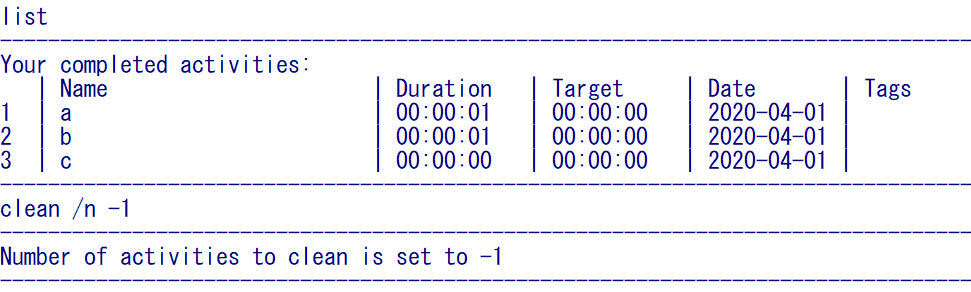 list
Your completed activities:
| Name | Duration | Target | Date | Tags
1 | a | 00:00:01 | 00:00:00 | 2020-04-01 |
2 | b | 00:00:01 | 00:00:00 | 2020-04-01 |
3 | c | 00:00:00 | 00:00:00 | 2020-04-01 |
clean /n -1
Number of activities to clean is set to -1